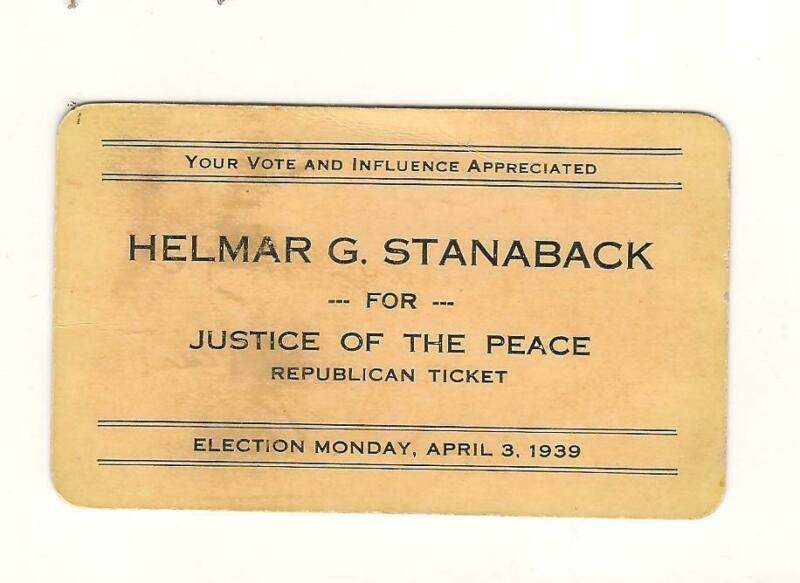 YOUR VOTE AND INFLUENCE APPRECIATED
HELMAR G. STANABACK
--- FOR ---
JUSTICE OF THE PEACE
REPUBLICAN TICKET
ELECTION MONDAY, APRIL 3, 1939